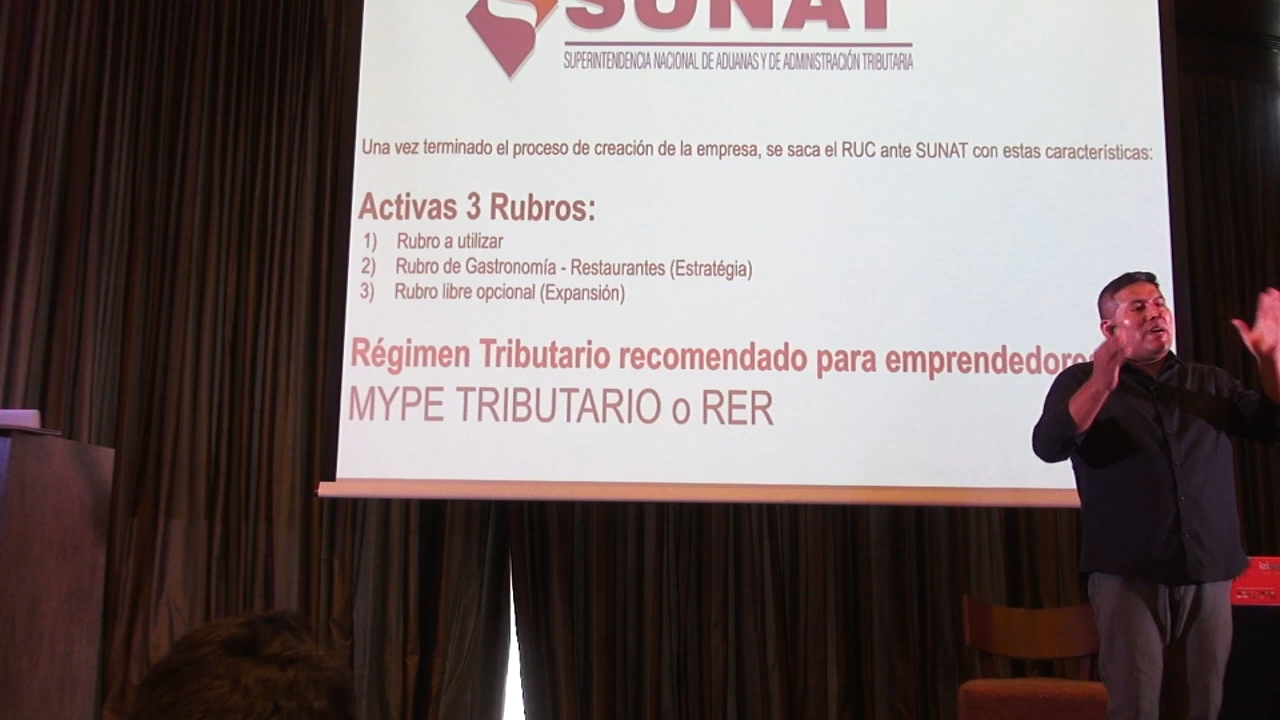 SUNAT
SUPERINTENDENCIA NACIONAL DE ADUANAS Y DE ADMINISTRACIÓN TRIBUTARIA
Una vez terminado el proceso de creación de la empresa, se saca el RUC ante SUNAT con estas características:
Activas 3 Rubros:
1) Rubro a utilizar
2) Rubro de Gastronomía - Restaurantes (Estratégia)
3) Rubro libre opcional (Expansión)
Régimen Tributario recomendado para emprendedore
MYPE TRIBUTARIO o RER